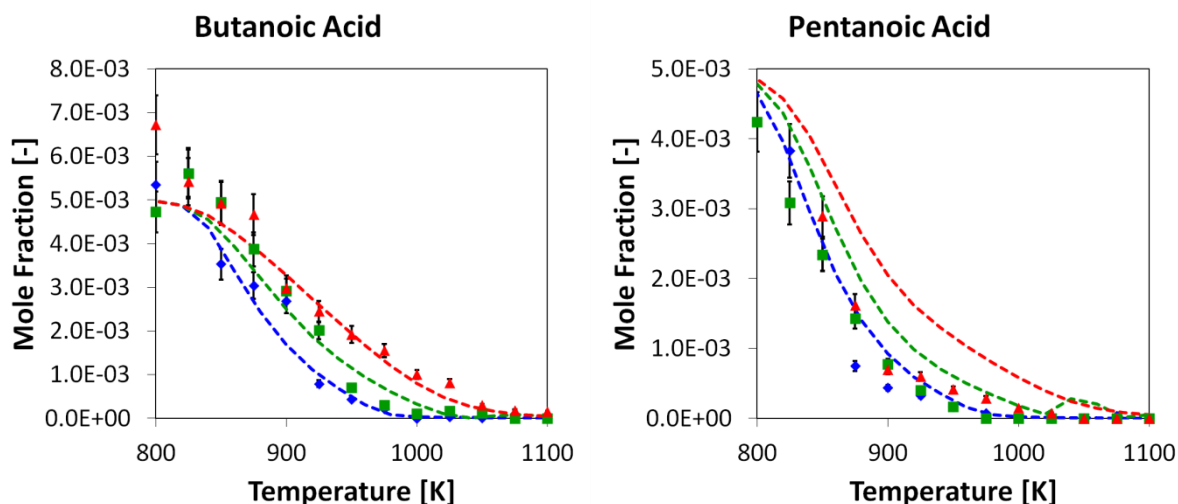 Butanoic Acid
8.0E-03
7.0E-03
6.0E-03
5.0E-03
4.0E-03
3.0E-03
2.0E-03
1.0E-03
0.0E+00
Mole Fraction [-]
800
900
1000
1100
Temperature [K]
Pentanoic Acid
5.0E-03
4.0E-03
3.0E-03
2.0E-03
1.0E-03
0.0E+00
Mole Fraction [-]
800
900
1000
1100
Temperature [K]